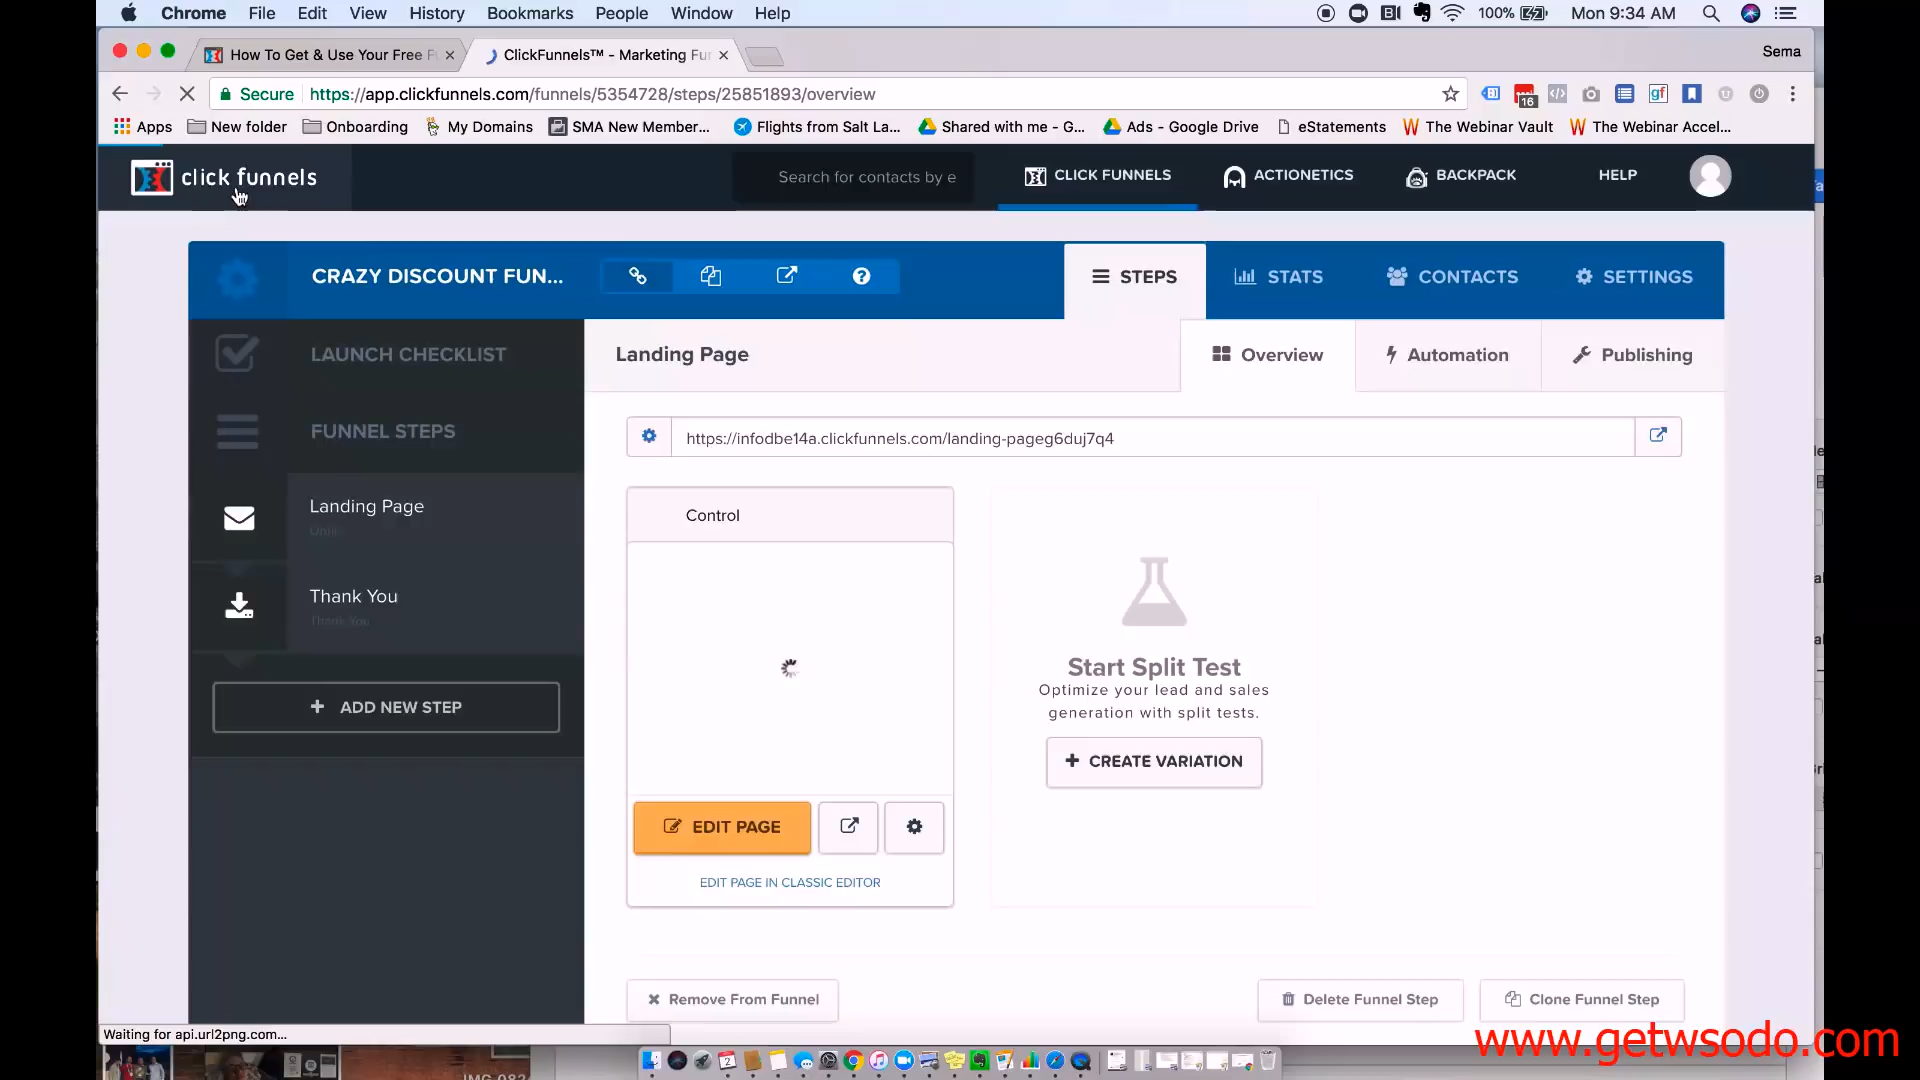 Chrome File Edit View History Bookmarks People Window Help 100% Mon 9:34 AM
How To Get & Use Your Free F ClickFunnels™ - Marketing Fur Sema
Secure https://app.clickfunnels.com/funnels/5354728/steps/25851893/overview 16
Apps New folder Onboarding My Domains SMA New Member... Flights from Salt La... Shared with me - G... Ads - Google Drive eStatements The Webinar Vault The Webinar Accel...
click funnels Search for contacts by e CLICK FUNNELS ACTIONETICS BACKPACK HELP
CRAZY DISCOUNT FUN... STEPS STATS CONTACTS SETTINGS
LAUNCH CHECKLIST Landing Page Overview Automation Publishing
FUNNEL STEPS https://infodbe14a.clickfunnels.com/landing-pageg6duj7q4
Landing Page
Control
Thank You
Thank You
ADD NEW STEP
Start Split Test
Optimize your lead and sales
generation with split tests.
CREATE VARIATION
EDIT PAGE
EDIT PAGE IN CLASSIC EDITOR
Remove From Funnel Delete Funnel Step Clone Funnel Step
Waiting for api.url2png.com...
www.getwsodo.com